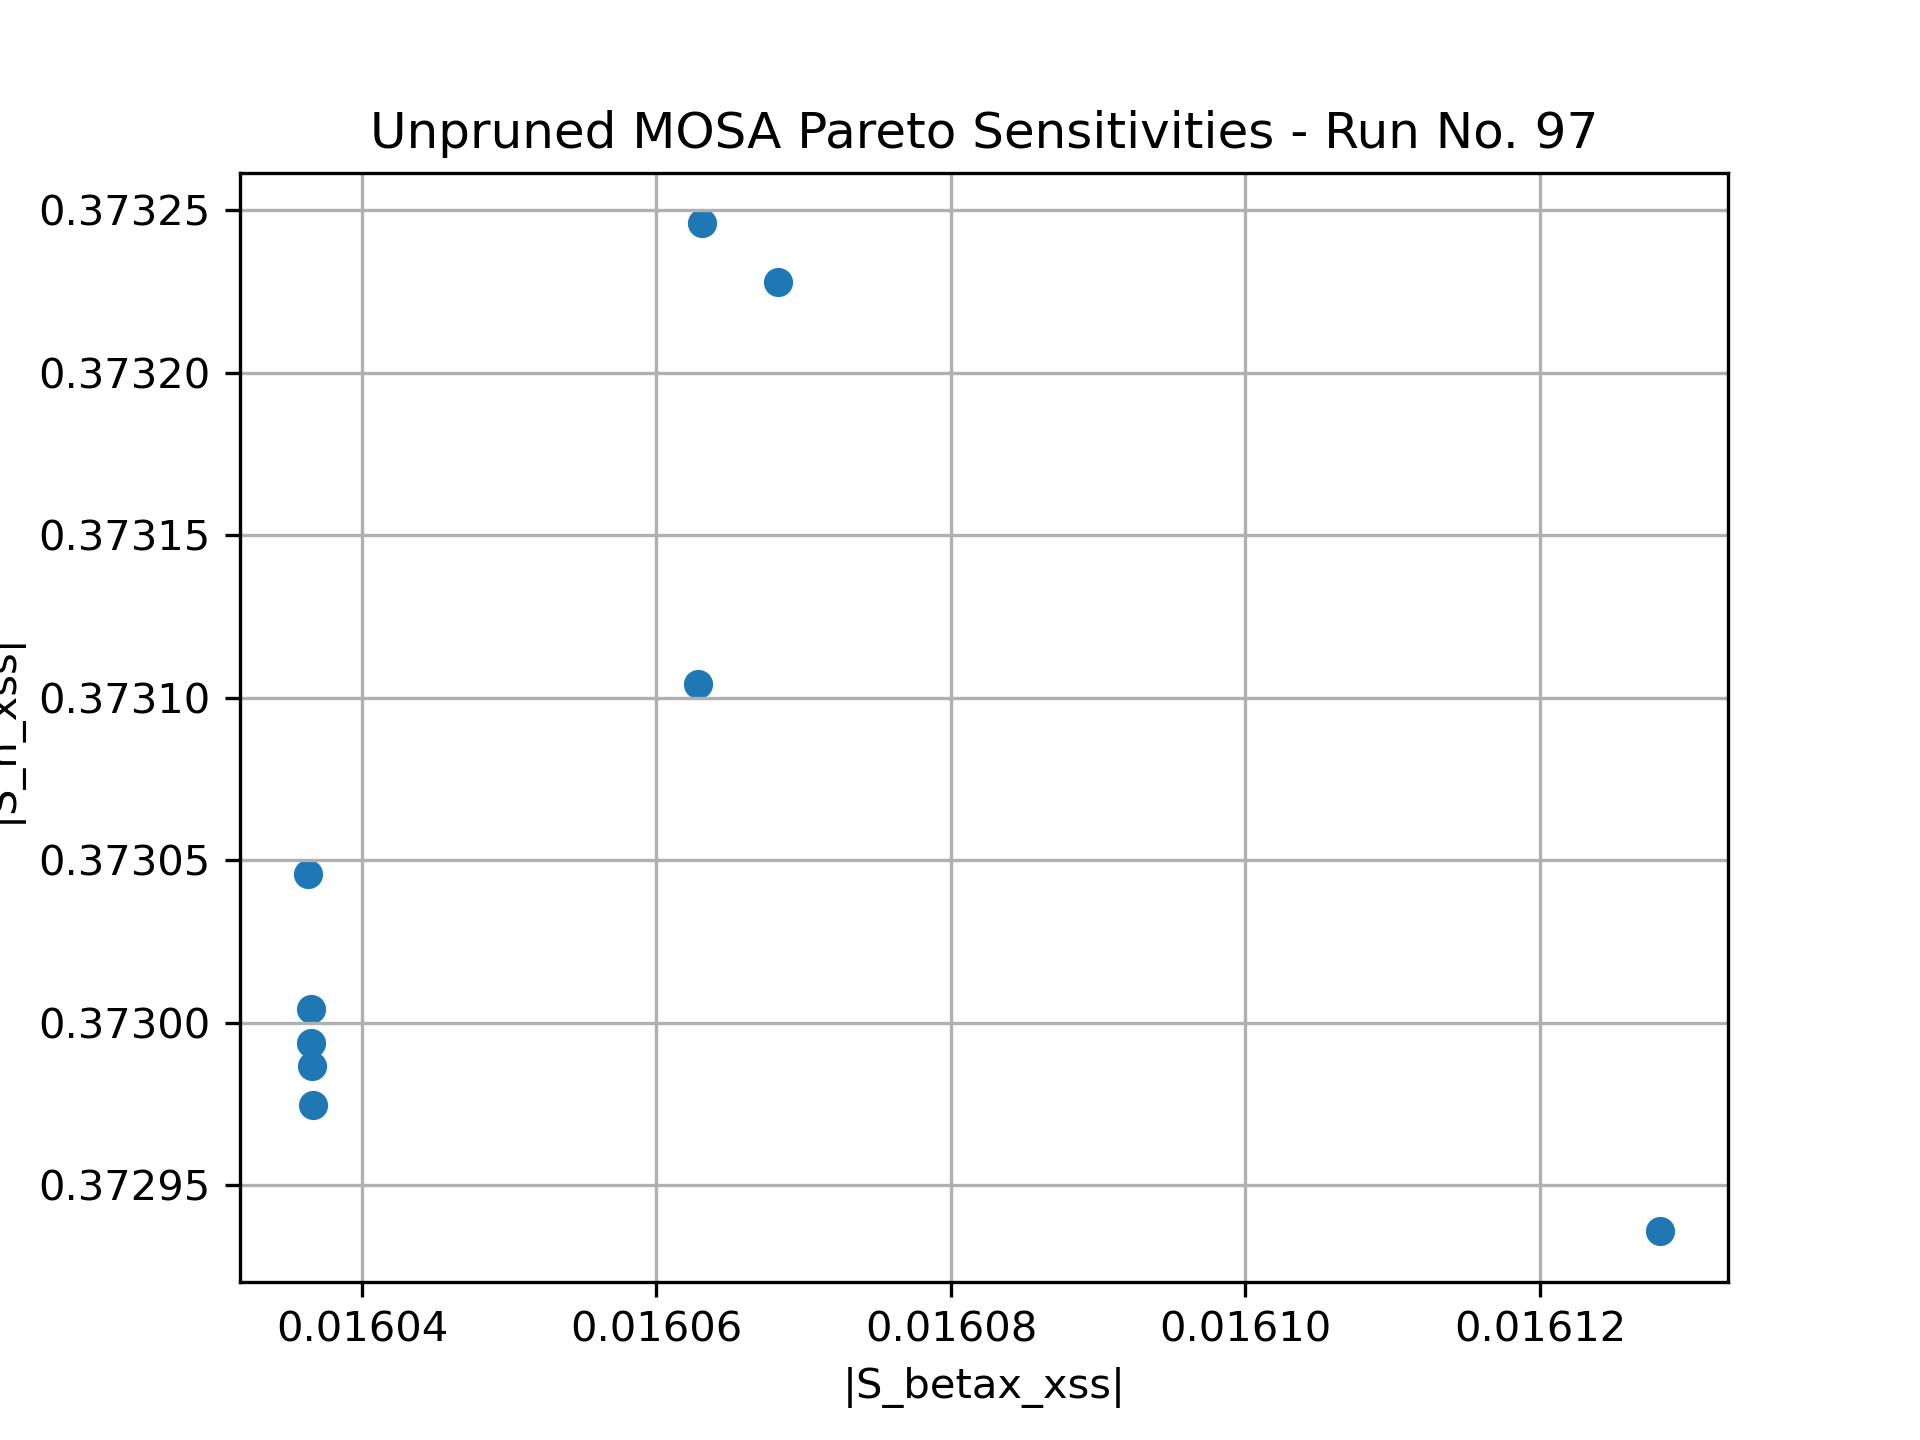 Unpruned MOSA Pareto Sensitivities - Run No. 97
0.37325
0.37320
0.37315
0.37310
0.37305
0.37300
0.37295
|S_n_xss|
0.01604 0.01606 0.01608 0.01610 0.01612
|S_betax_xss|